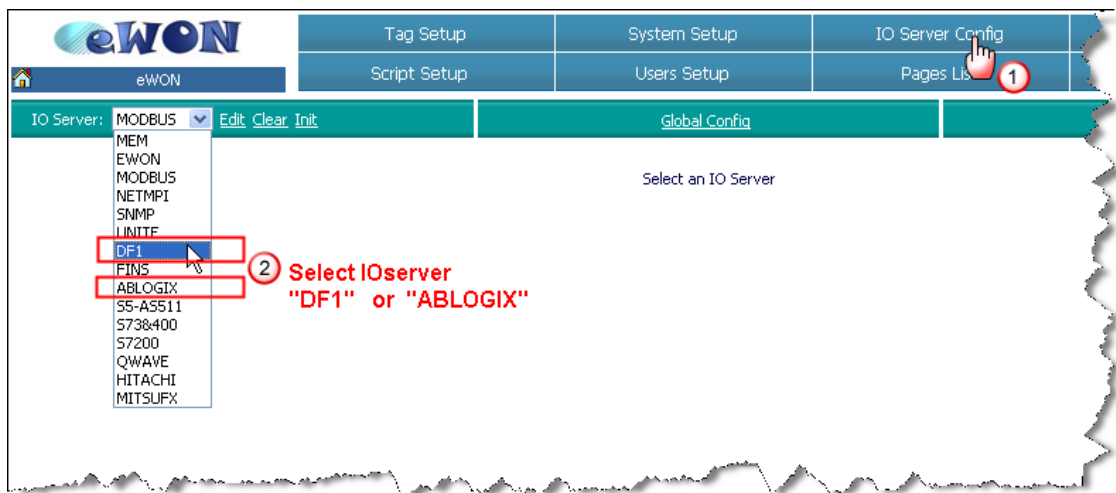 eWON
Tag Setup
System Setup
IO Server Config
eWON
Script Setup
Users Setup
Pages Lis
1
IO Server: MODBUS Edit Clear Init
Global Config
MEM
EWON
MODBUS
NETMPI
SNMP
UNITE
DF1
FINS
ABLOGIX
S5-AS511
S73&400
S7200
QWAVE
HITACHI
MITSUFX
Select an IO Server
2 Select IOserver
"DF1" or "ABLOGIX"